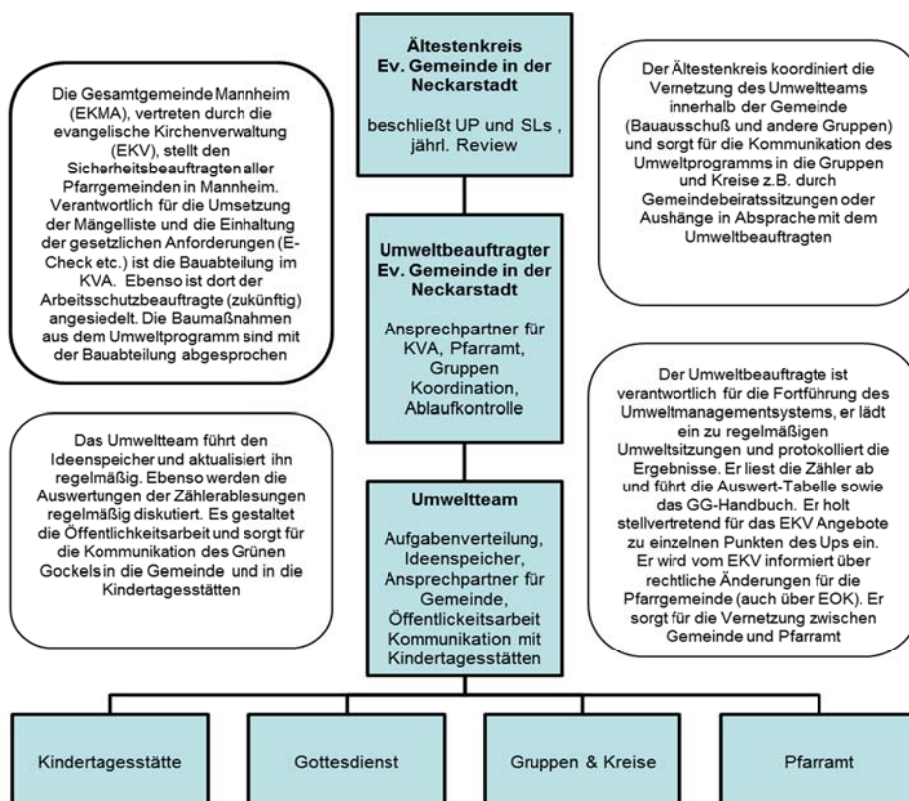 Ältestenkreis
Ev. Gemeinde in der
Neckarstadt
beschließt UP und SLs ,
jährl. Review
Die Gesamtgemeinde Mannheim
(EKMA), vertreten durch die
evangelische Kirchenverwaltung
(EKV), stellt den
Sicherheitsbeauftragten aller
Pfarrgemeinden in Mannheim.
Verantwortlich für die Umsetzung
der Mängelliste und die Einhaltung
der gesetzlichen Anforderungen (E-
Check etc.) ist die Bauabteilung im
KVA. Ebenso ist dort der
Arbeitsschutzbeauftragte (zukünftig)
angesiedelt. Die Baumaßnahmen
aus dem Umweltprogramm sind mit
der Bauabteilung abgesprochen
Der Ältestenkreis koordiniert die
Vernetzung des Umweltteams
innerhalb der Gemeinde
(Bauausschuß und andere Gruppen)
und sorgt für die Kommunikation des
Umweltprogramms in die Gruppen
und Kreise z.B. durch
Gemeindebeiratssitzungen oder
Aushänge in Absprache mit dem
Umweltbeauftragten
Umweltbeauftragter
Ev. Gemeinde in der
Neckarstadt
Ansprechpartner für
KVA, Pfarramt,
Gruppen
Koordination,
Ablaufkontrolle
Das Umweltteam führt den
Ideenspeicher und aktualisiert ihn
regelmäßig. Ebenso werden die
Auswertungen der Zählerablesungen
regelmäßig diskutiert. Es gestaltet
die Öffentlichkeitsarbeit und sorgt für
die Kommunikation des Grünen
Gockels in die Gemeinde und in die
Kindertagesstätten
Der Umweltbeauftragte ist
verantwortlich für die Fortführung des
Umweltmanagementsystems, er lädt
ein zu regelmäßigen
Umweltsitzungen und protokolliert die
Ergebnisse. Er liest die Zähler ab
und führt die Auswert-Tabelle sowie
das GG-Handbuch. Er holt
stellvertretend für das EKV Angebote
zu einzelnen Punkten des Ups ein.
Er wird vom EKV informiert über
rechtliche Änderungen für die
Pfarrgemeinde (auch über EOK). Er
sorgt für die Vernetzung zwischen
Gemeinde und Pfarramt
Umweltteam
Aufgabenverteilung,
Ideenspeicher,
Ansprechpartner für
Gemeinde,
Öffentlickeitsarbeit
Kommunikation mit
Kindertagesstätten
Kindertagesstätte
Gottesdienst
Gruppen & Kreise
Pfarramt